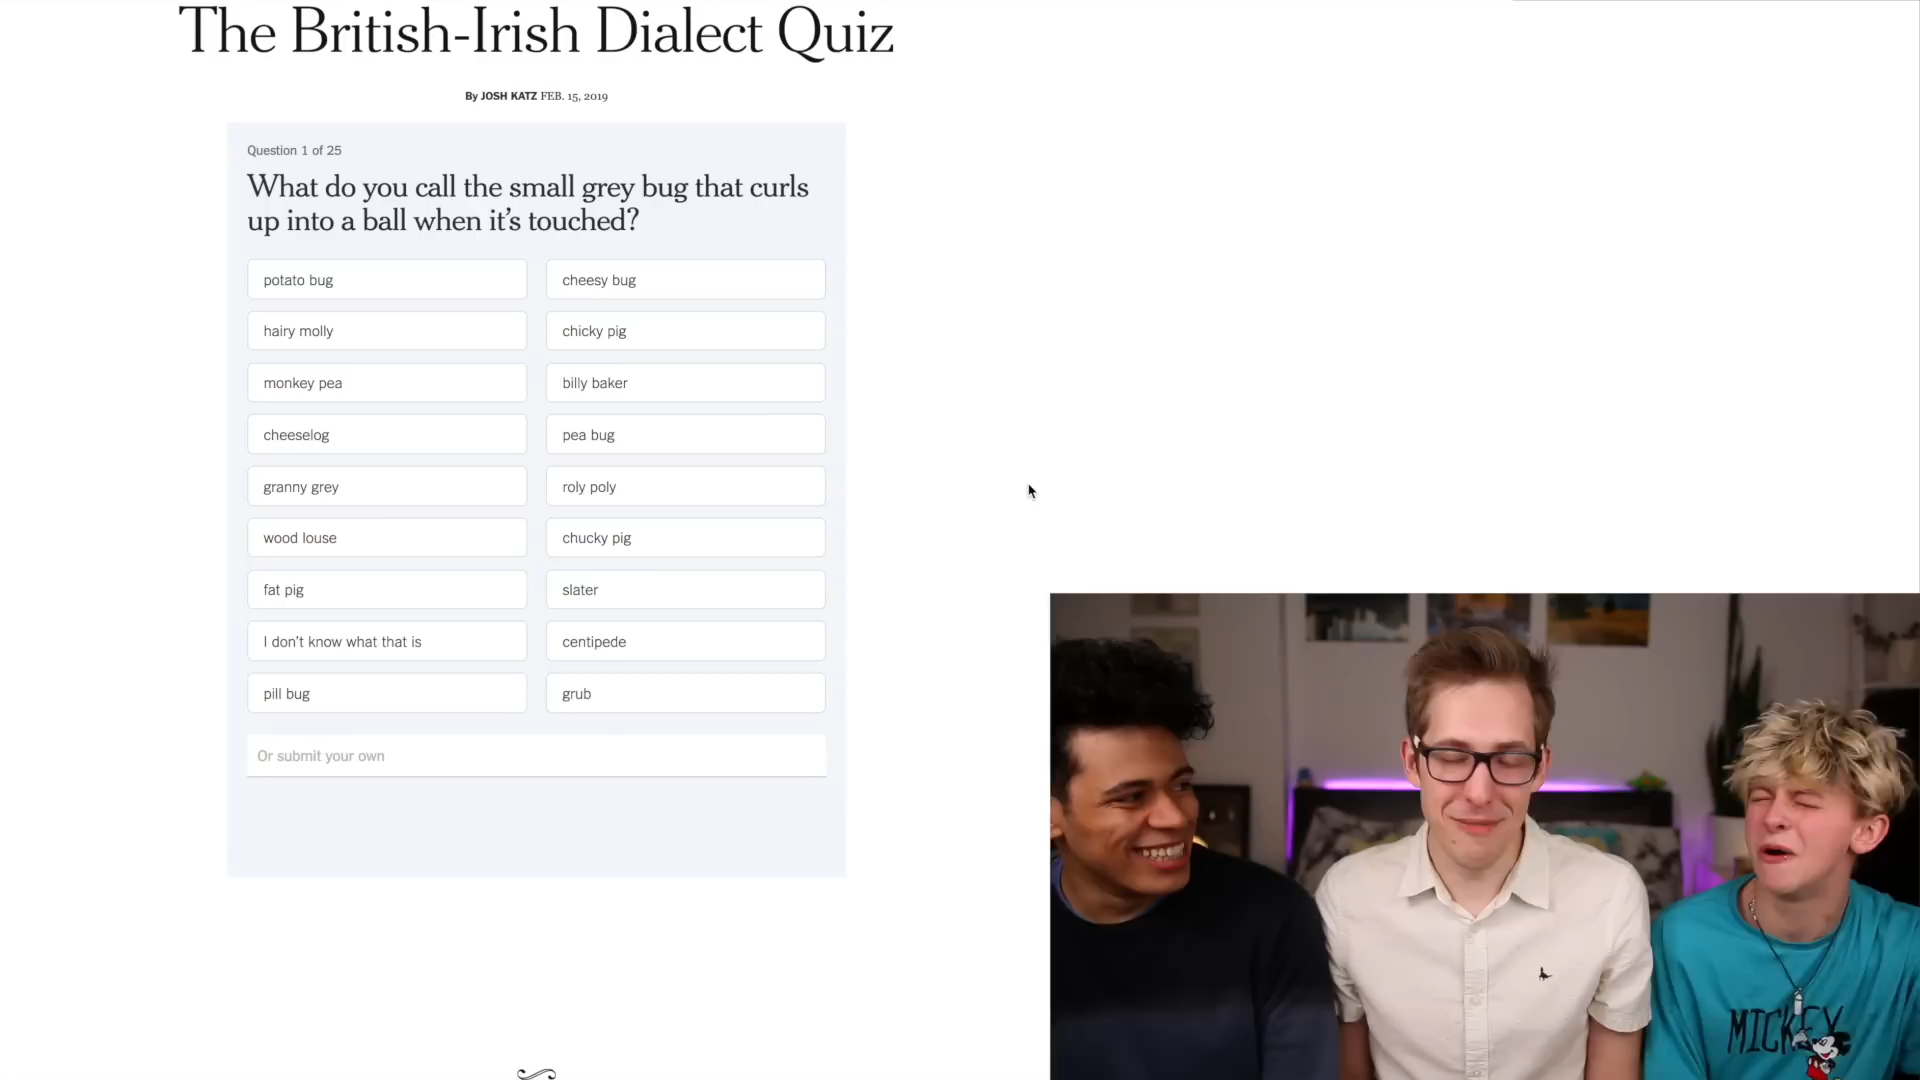 The British-Irish Dialect Quiz
By JOSH KATZ FEB. 15, 2019
Question 1 of 25
What do you call the small grey bug that curls
up into a ball when it’s touched?
potato bug
cheesy bug
hairy molly
chicky pig
monkey pea
billy baker
cheeselog
pea bug
granny grey
roly poly
wood louse
chucky pig
fat pig
slater
I don’t know what that is
centipede
pill bug
grub
Or submit your own
MICKEY